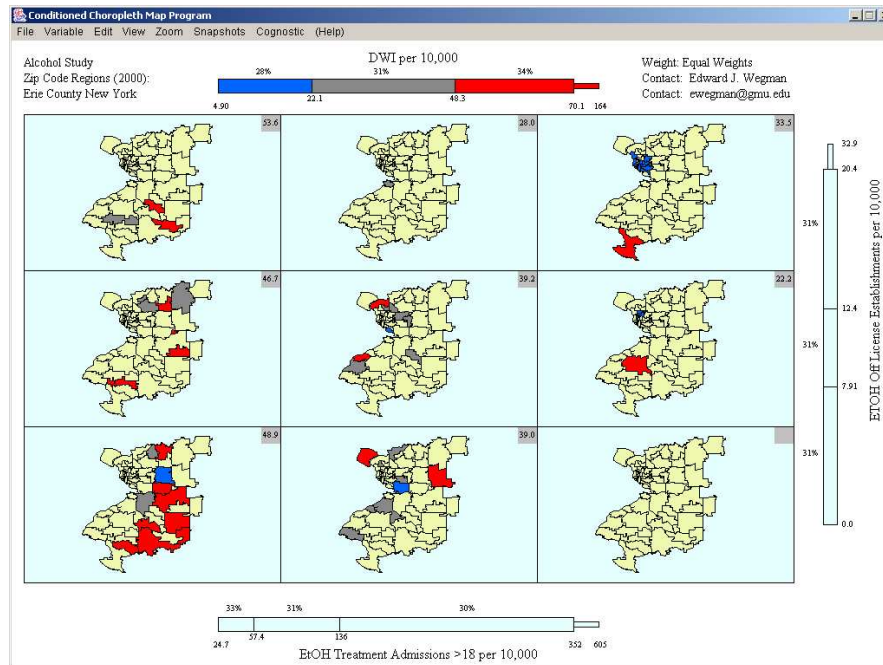 Conditioned Choropleth Map Program
File Variable Edit View Zoom Snapshots Cognostic (Help)
Alcohol Study
Zip Code Regions (2000):
Erie County New York
DWI per 10,000
28% 31% 34%
4.90 22.1 48.3 70.1 164
Weight: Equal Weights
Contact: Edward J. Wegman
Contact: ewegman@gmu.edu
53.6 28.0 33.5
46.7 39.2 22.2
48.9 39.0
32.9
20.4
31%
12.4
31%
7.91
31%
0.0
ETOH Off License Establishments per 10,000
33% 31% 30%
24.7 57.4 136 352 605
EtOH Treatment Admissions >18 per 10,000